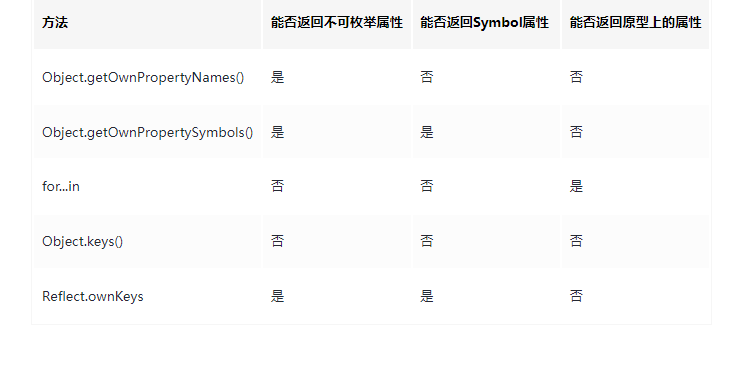 方法 能否返回不可枚举属性 能否返回Symbol属性 能否返回原型上的属性
Object.getOwnPropertyNames() 是 否 否
Object.getOwnPropertySymbols() 是 是 否
for...in 否 否 是
Object.keys() 否 否 否
Reflect.ownKeys 是 是 否